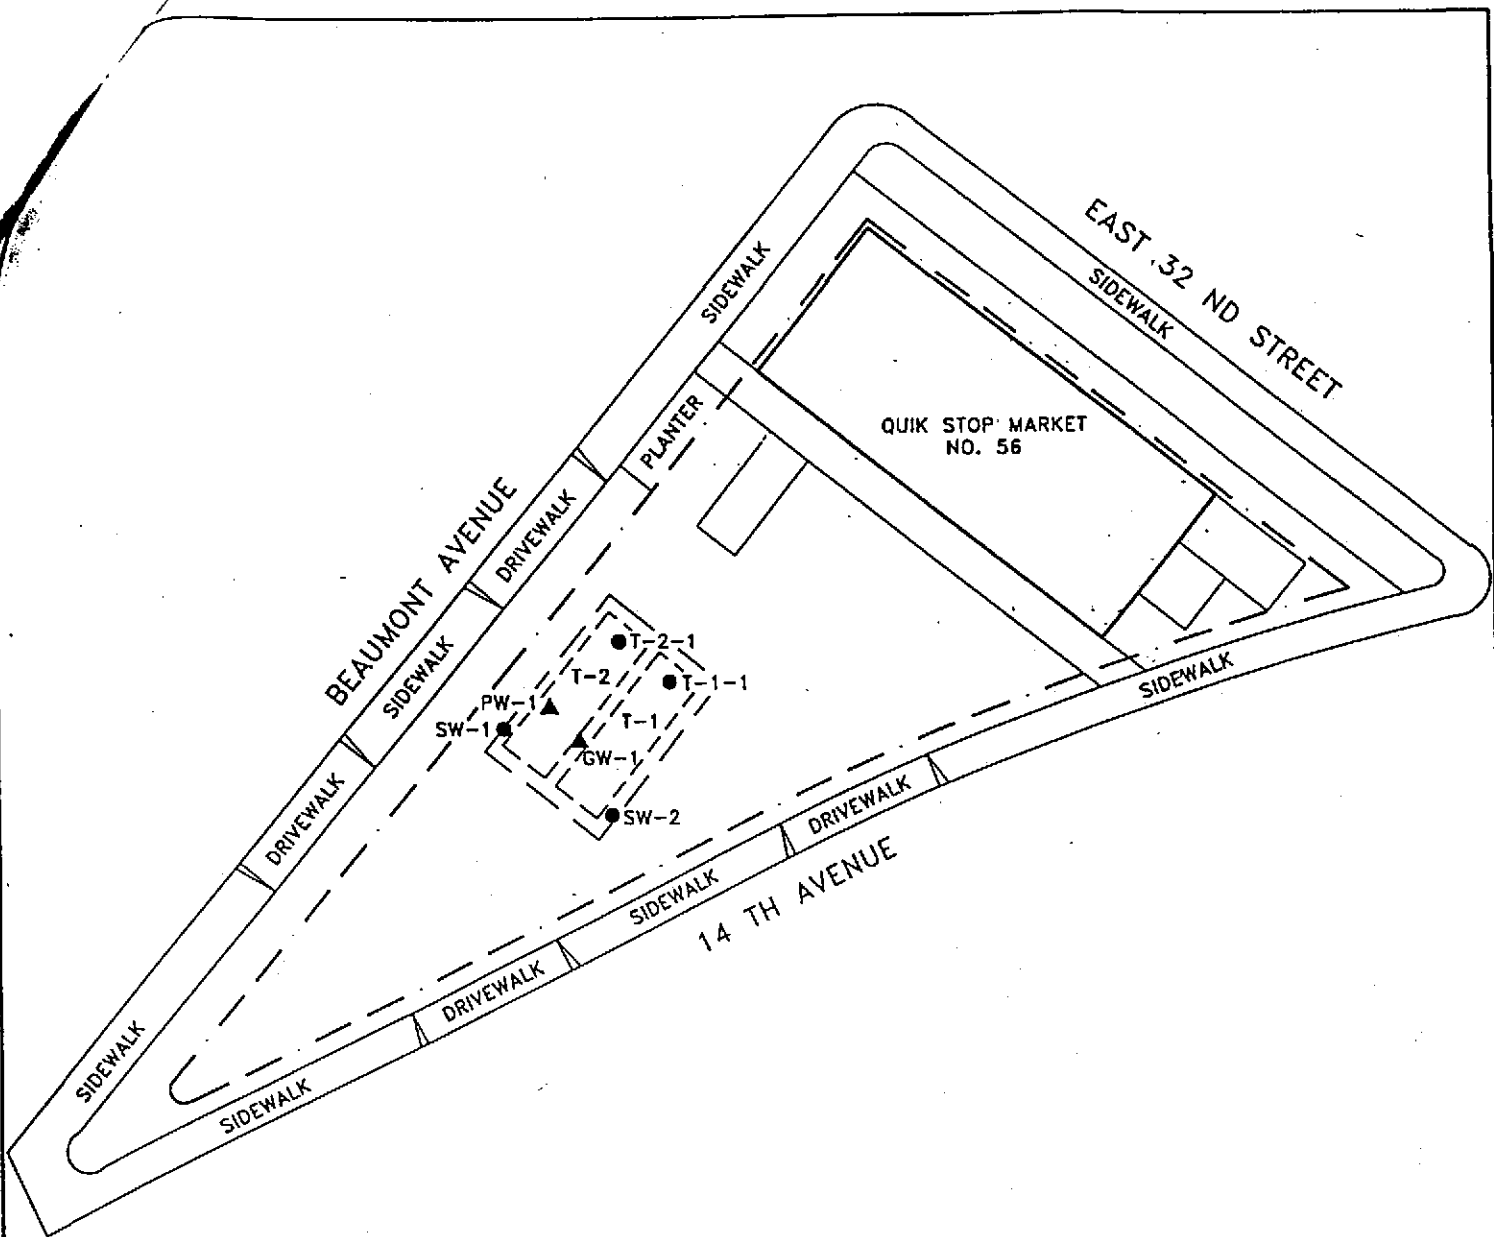 EAST 32 ND STREET
SIDEWALK
SIDEWALK
QUIK STOP MARKET
NO. 56
PLANTER
BEAUMONT AVENUE
DRIVEWALK
SIDEWALK
T-2-1
T-2
T-1-1
PW-1
T-1
SW-1
GW-1
SW-2
SIDEWALK
DRIVEWALK
DRIVEWALK
14 TH AVENUE
SIDEWALK
DRIVEWALK
SIDEWALK
SIDEWALK